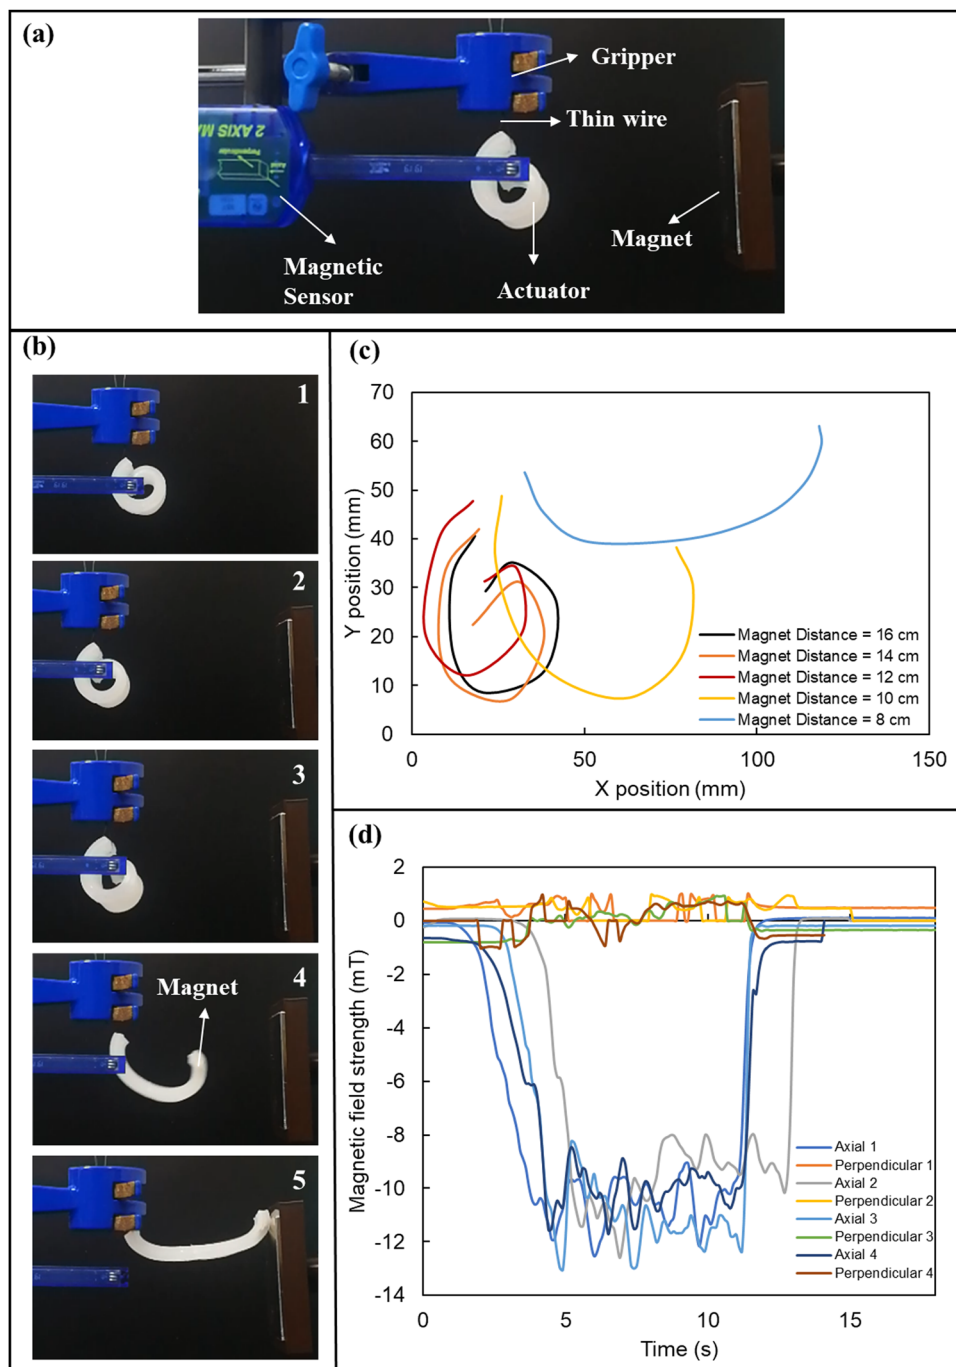 (a)
Gripper
Thin wire
2 AXIS MA
Perpendicular
Axial
Magnet
Magnetic
Sensor
Actuator
(b)
1
2
3
4
Magnet
5
(c)
70
60
50
40
30
20
10
0
Y position (mm)
Magnet Distance = 16 cm
Magnet Distance = 14 cm
Magnet Distance = 12 cm
Magnet Distance = 10 cm
Magnet Distance = 8 cm
0 50 100 150
X position (mm)
(d)
2
0
-2
-4
-6
-8
-10
-12
-14
Magnetic field strength (mT)
Axial 1
Perpendicular 1
Axial 2
Perpendicular 2
Axial 3
Perpendicular 3
Axial 4
Perpendicular 4
0 5 10 15
Time (s)